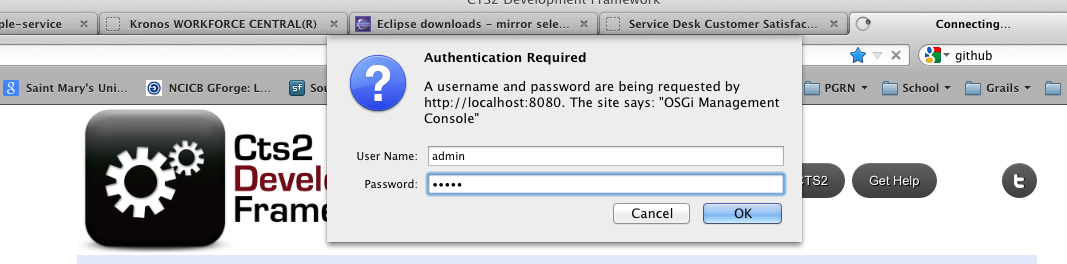 CTS2 Development Framework
ple-service
Kronos WORKFORCE CENTRAL(R)
Eclipse downloads - mirror sele...
Service Desk Customer Satisfac...
Connecting...
github
Saint Mary's Uni...
NCICB GForge: L...
sf
Sou
PGRN
School
Grails
Authentication Required
A username and password are being requested by
http://localhost:8080. The site says: "OSGi Management
Console"
User Name: admin
Password: •••••
Cancel
OK
Cts2
Develo
Frame
CTS2
Get Help